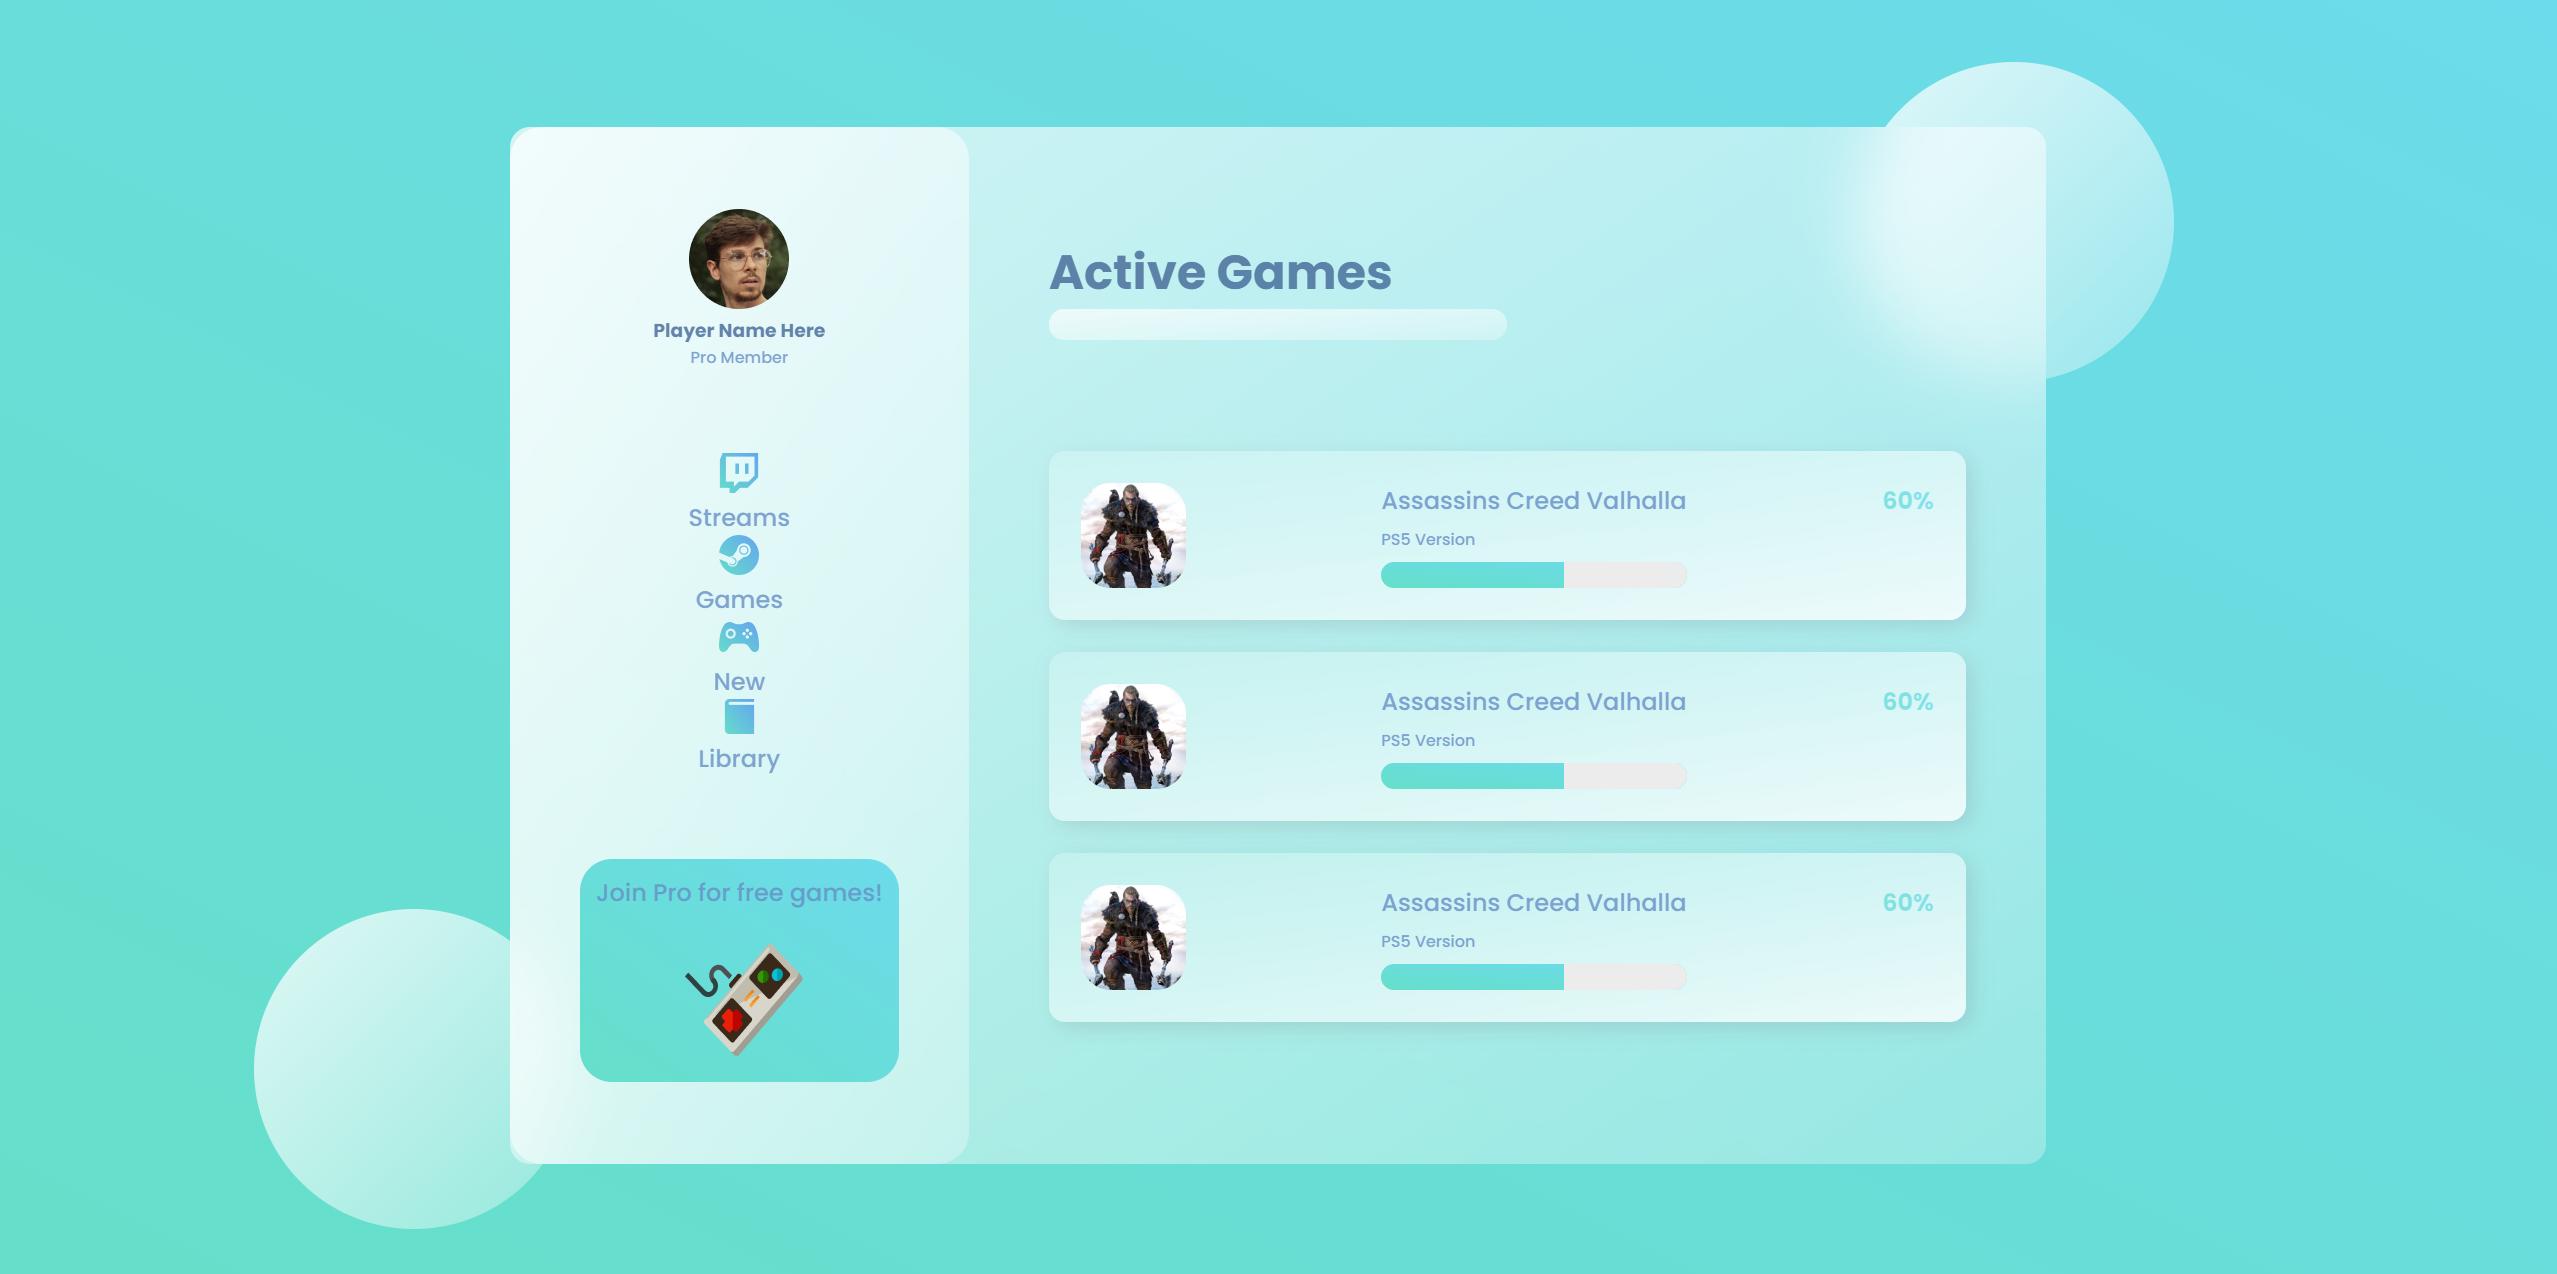 Player Name Here
Pro Member
Streams
Games
New
Library
Join Pro for free games!
Active Games
Assassins Creed Valhalla
60%
PS5 Version
Assassins Creed Valhalla
60%
PS5 Version
Assassins Creed Valhalla
60%
PS5 Version